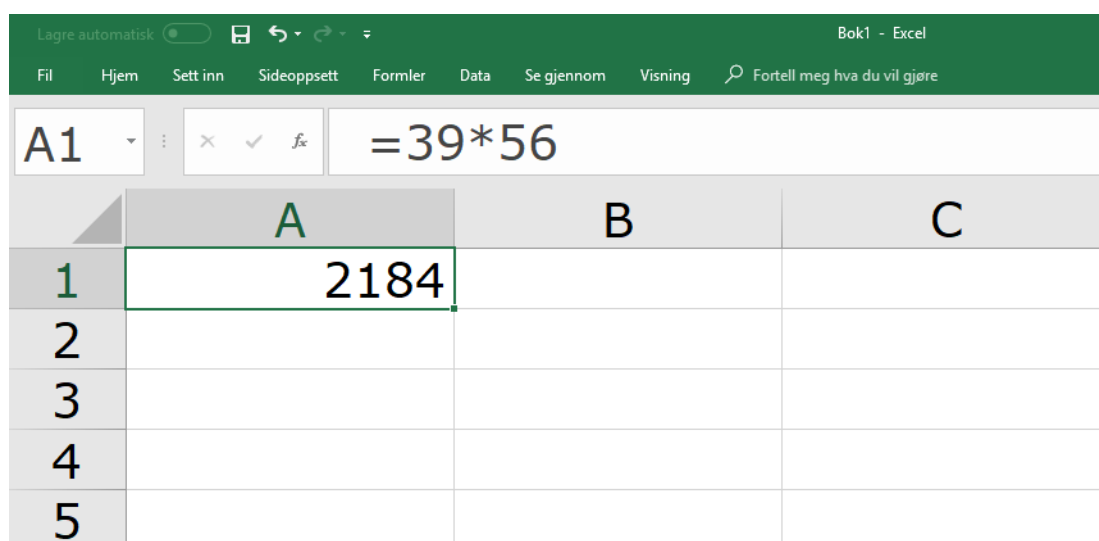 Lagre automatisk Bok1 - Excel
Fil Hjem Sett inn Sideoppsett Formler Data Se gjennom Visning Fortell meg hva du vil gjøre
A1 fx =39*56
A B C
1 2184
2
3
4
5